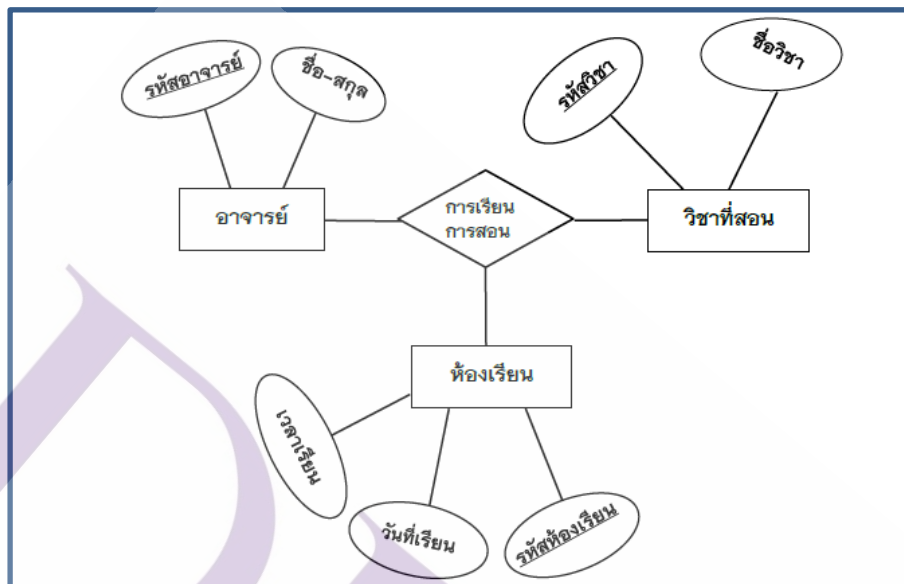 รหัสอาจารย์
ชื่อ-สกุล
รหัสวิชา
ชื่อวิชา
อาจารย์
การเรียน
การสอน
วิชาที่สอน
ห้องเรียน
เวลาเรียน
วันที่เรียน
รหัสห้องเรียน